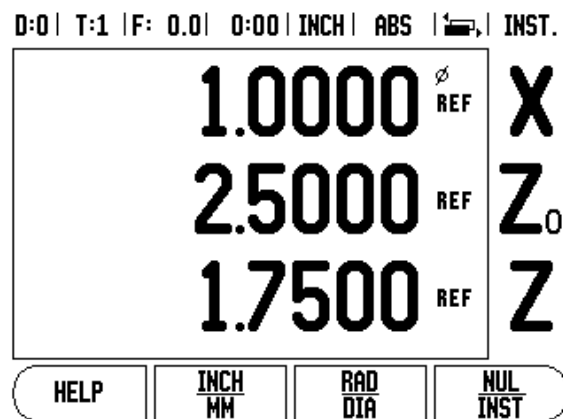 D:0 | T:1 | F: 0.0 | 0:00 | INCH | ABS | INST.
1.0000 Ø REF X
2.5000 REF Z0
1.7500 REF Z
HELP
INCH
MM
RAD
DIA
NUL
INST